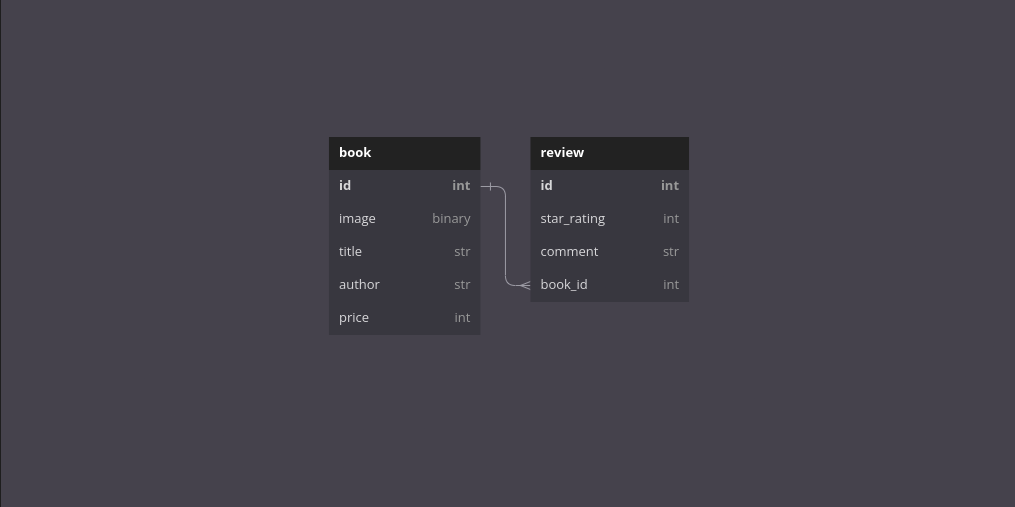 book
id int
image binary
title str
author str
price int
review
id int
star_rating int
comment str
book_id int